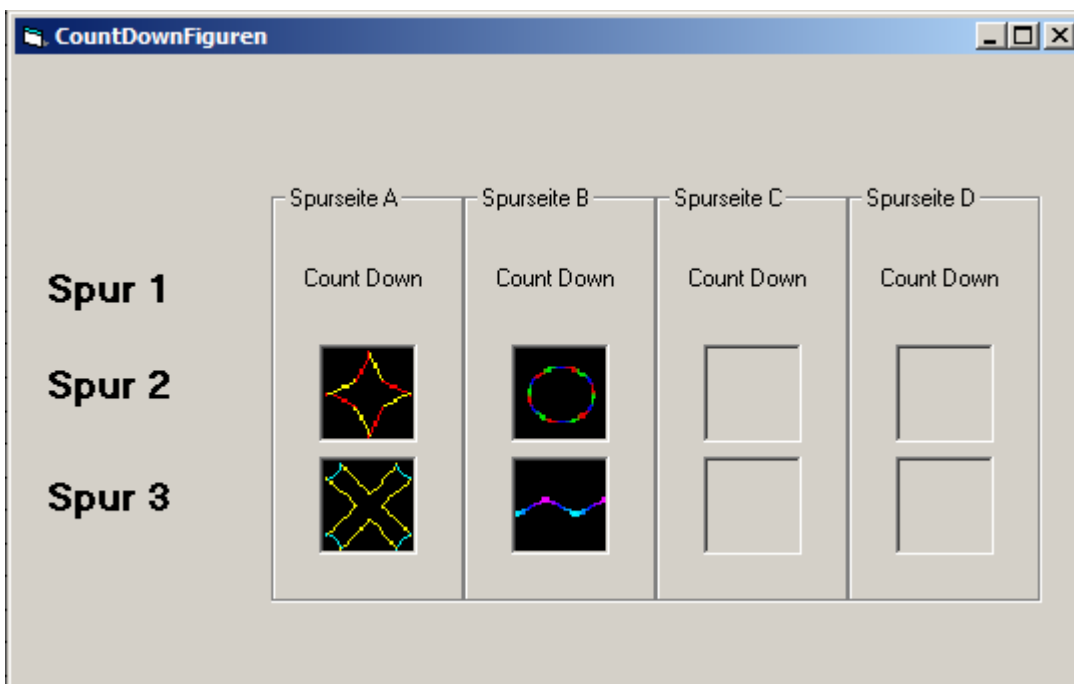 CountDownFiguren
Spurseite A Spurseite B Spurseite C Spurseite D
Spur 1 Count Down Count Down Count Down Count Down
Spur 2
Spur 3